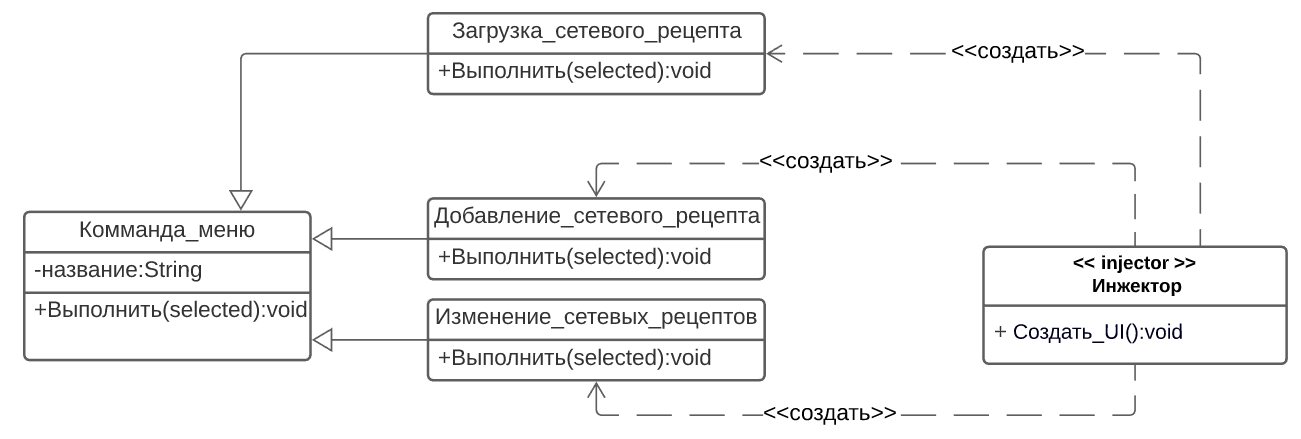 Загрузка_сетевого_рецепта
+Выполнить(selected):void
<<создать>>
<<создать>>
Комманда_меню
-название:String
+Выполнить(selected):void
Добавление_сетевого_рецепта
+Выполнить(selected):void
Изменение_сетевых_рецептов
+Выполнить(selected):void
<< injector >>
Инжектор
+ Создать_UI():void
<<создать>>